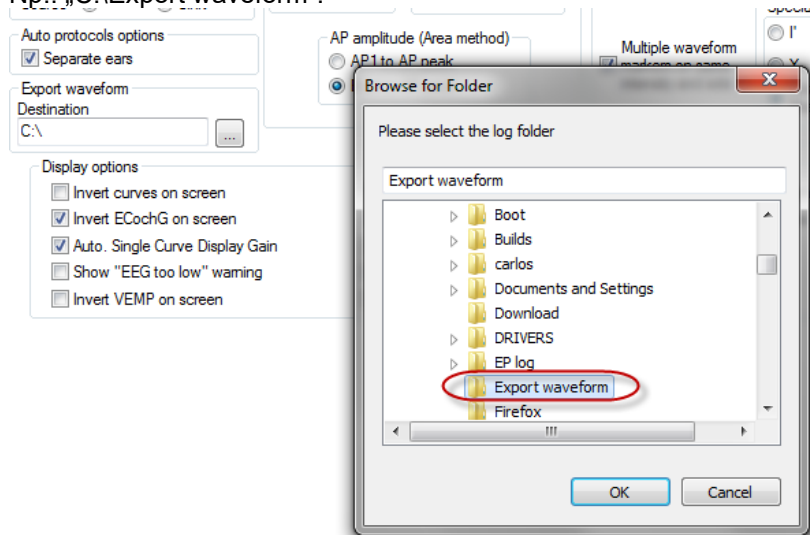 Np.: „C:\Export waveform".
Auto protocols options
Separate ears
Export waveform
Destination
C:\
...
AP amplitude (Area method)
AP1 to AP peak
Multiple waveform
Display options
Invert curves on screen
Invert ECochG on screen
Auto. Single Curve Display Gain
Show "EEG too low" warning
Invert VEMP on screen
Browse for Folder
Please select the log folder
Export waveform
Boot
Builds
carlos
Documents and Settings
Download
DRIVERS
EP log
Export waveform
Firefox
OK
Cancel